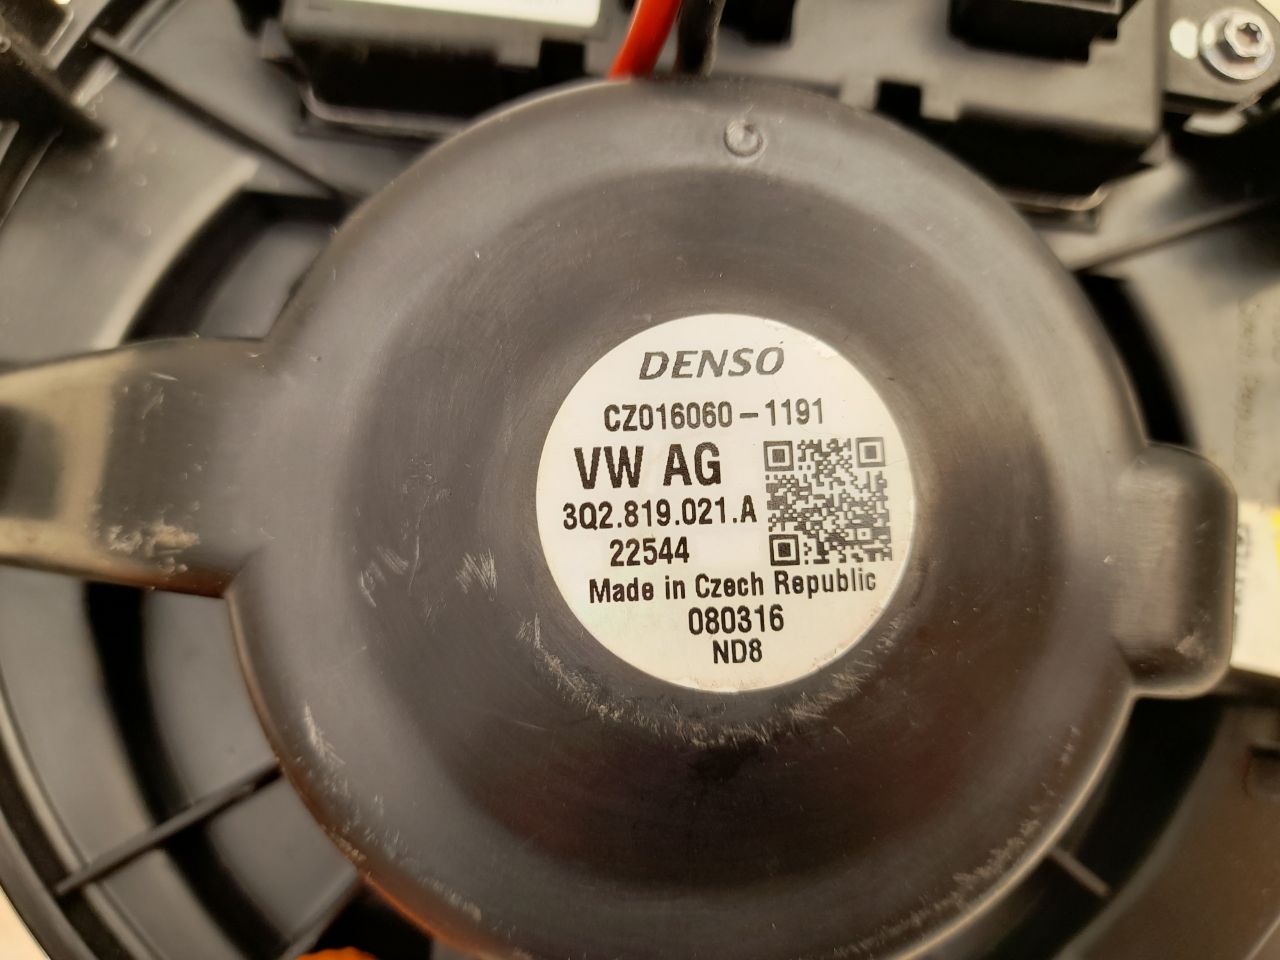 DENSO
CZ016060-1191
VW AG
3Q2.819.021.A
22544
Made in Czech Republic
080316
ND8